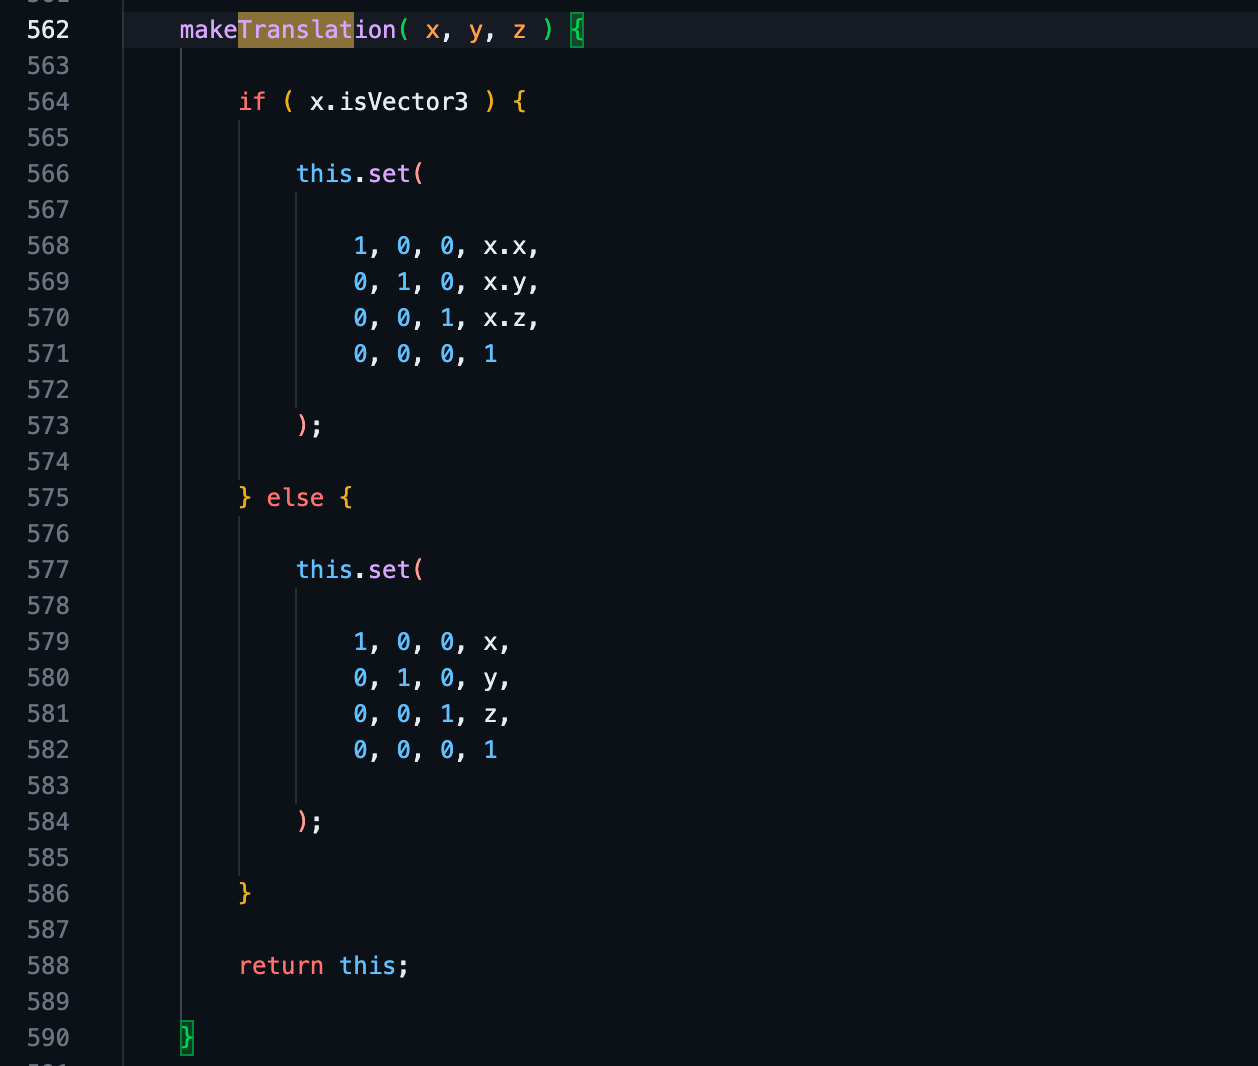 562 makeTranslation( x, y, z ) {
563
564 if ( x.isVector3 ) {
565
566 this.set(
567
568 1, 0, 0, x.x,
569 0, 1, 0, x.y,
570 0, 0, 1, x.z,
571 0, 0, 0, 1
572
573 );
574
575 } else {
576
577 this.set(
578
579 1, 0, 0, x,
580 0, 1, 0, y,
581 0, 0, 1, z,
582 0, 0, 0, 1
583
584 );
585
586 }
587
588 return this;
589
590 }